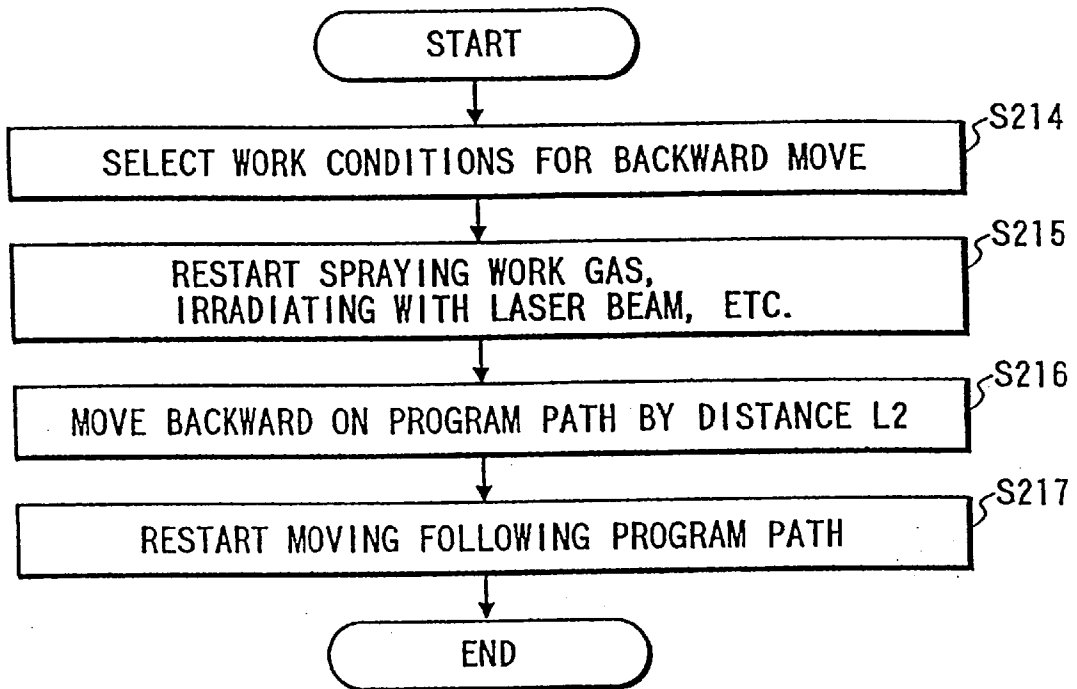 START
S214
SELECT WORK CONDITIONS FOR BACKWARD MOVE
S215
RESTART SPRAYING WORK GAS,
IRRADIATING WITH LASER BEAM, ETC.
S216
MOVE BACKWARD ON PROGRAM PATH BY DISTANCE L2
S217
RESTART MOVING FOLLOWING PROGRAM PATH
END